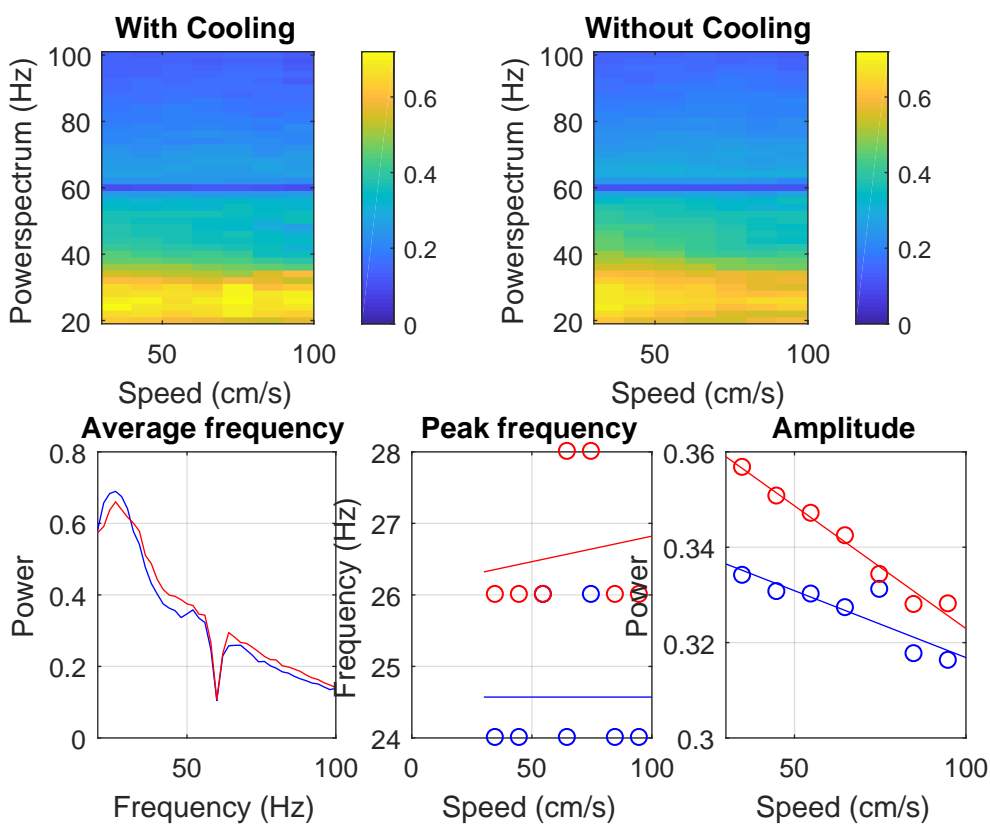 With Cooling
Powerspectrum (Hz)
100
80
60
40
20
50
100
Speed (cm/s)
0.6
0.4
0.2
0
Without Cooling
Powerspectrum (Hz)
100
80
60
40
20
50
100
Speed (cm/s)
0.6
0.4
0.2
0
Average frequency
Power
0.8
0.6
0.4
0.2
0
50
100
Frequency (Hz)
Peak frequency
Frequency (Hz)
28
27
26
25
24
0
50
100
Speed (cm/s)
Amplitude
Power
0.36
0.34
0.32
0.3
50
100
Speed (cm/s)